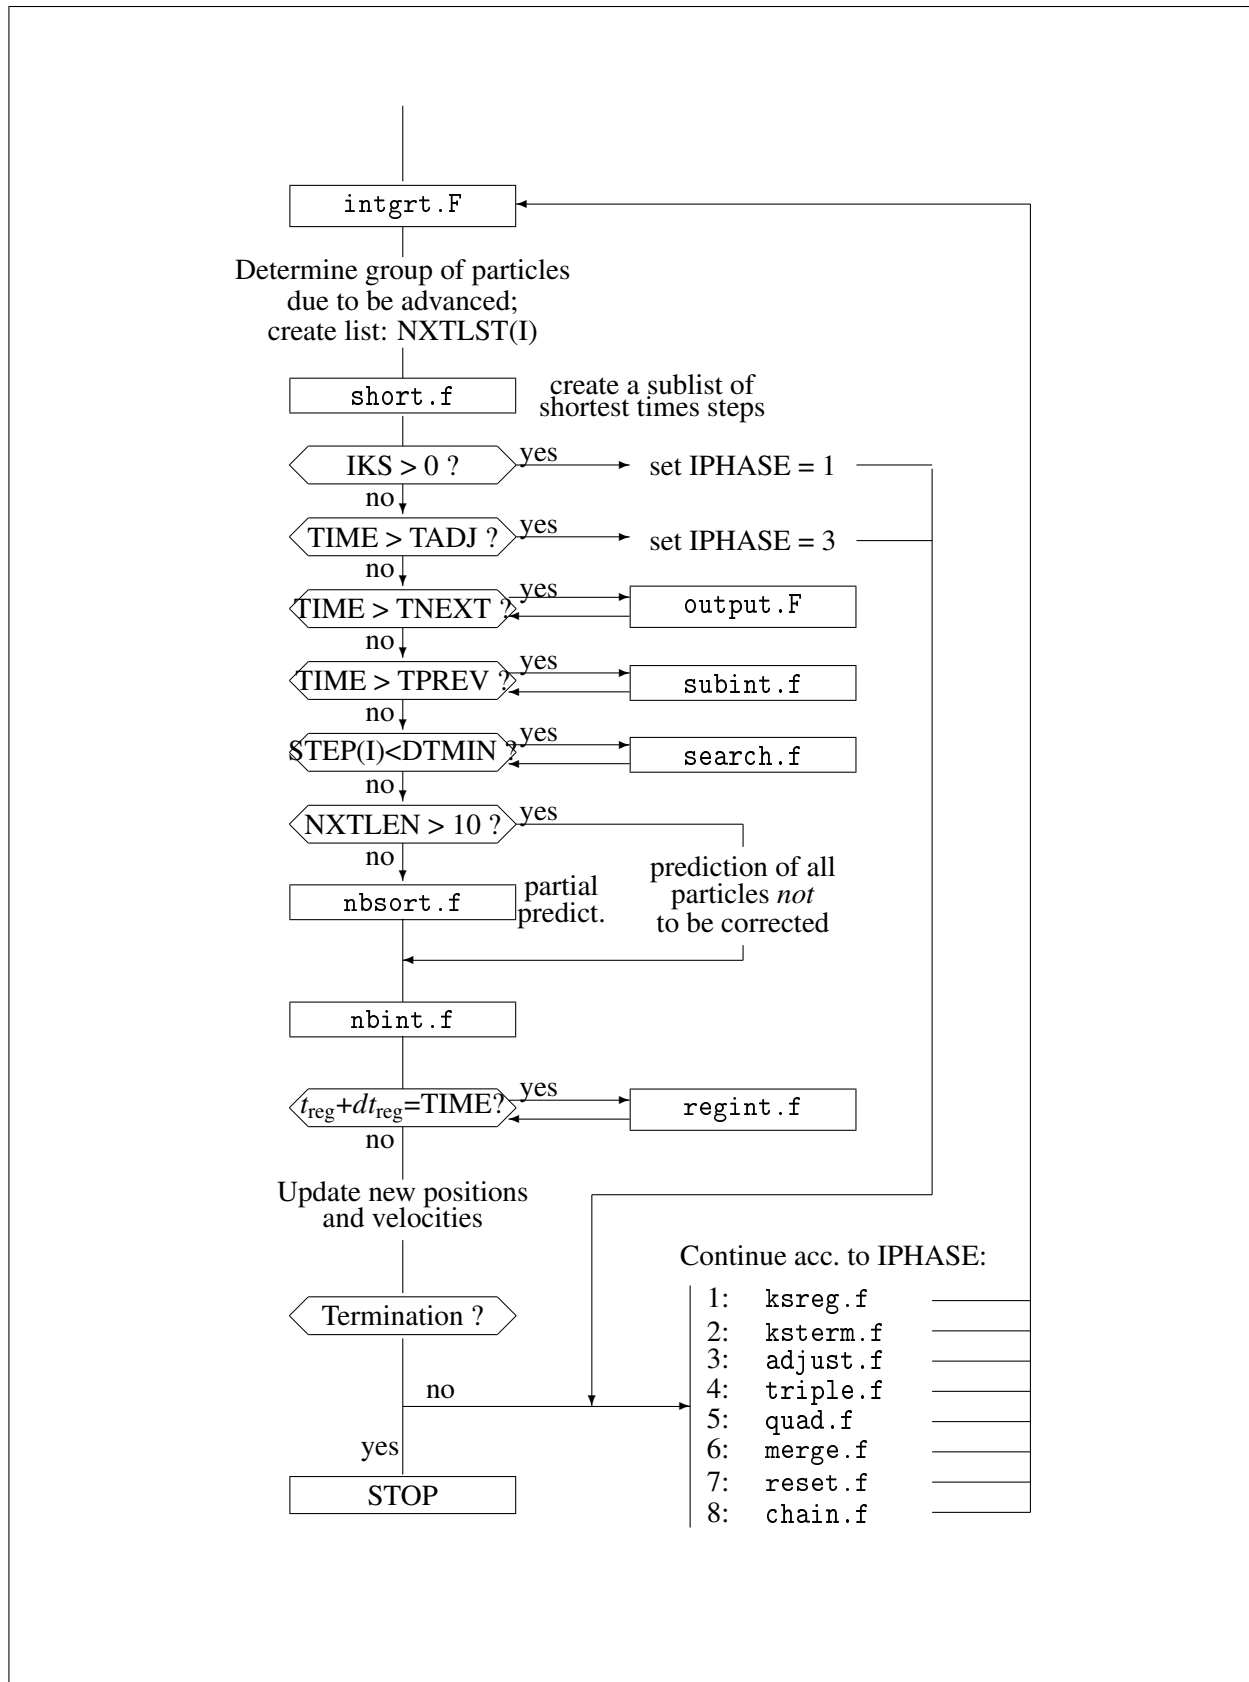 intgrt.F
Determine group of particles
due to be advanced;
create list: NXTLST(I)
short.f
create a sublist of
shortest times steps
IKS > 0 ?
yes
set IPHASE = 1
no
TIME > TADJ ?
yes
set IPHASE = 3
no
TIME > TNEXT ?
yes
output.F
no
TIME > TPREV ?
yes
subint.f
no
STEP(I)<DTMIN ?
yes
search.f
no
NXTLEN > 10 ?
yes
no
prediction of all
particles not
to be corrected
nbsort.f
partial
predict.
nbint.f
t_reg+dt_reg=TIME?
yes
regint.f
no
Update new positions
and velocities
Termination ?
no
yes
STOP
Continue acc. to IPHASE:
1: ksreg.f
2: ksterm.f
3: adjust.f
4: triple.f
5: quad.f
6: merge.f
7: reset.f
8: chain.f